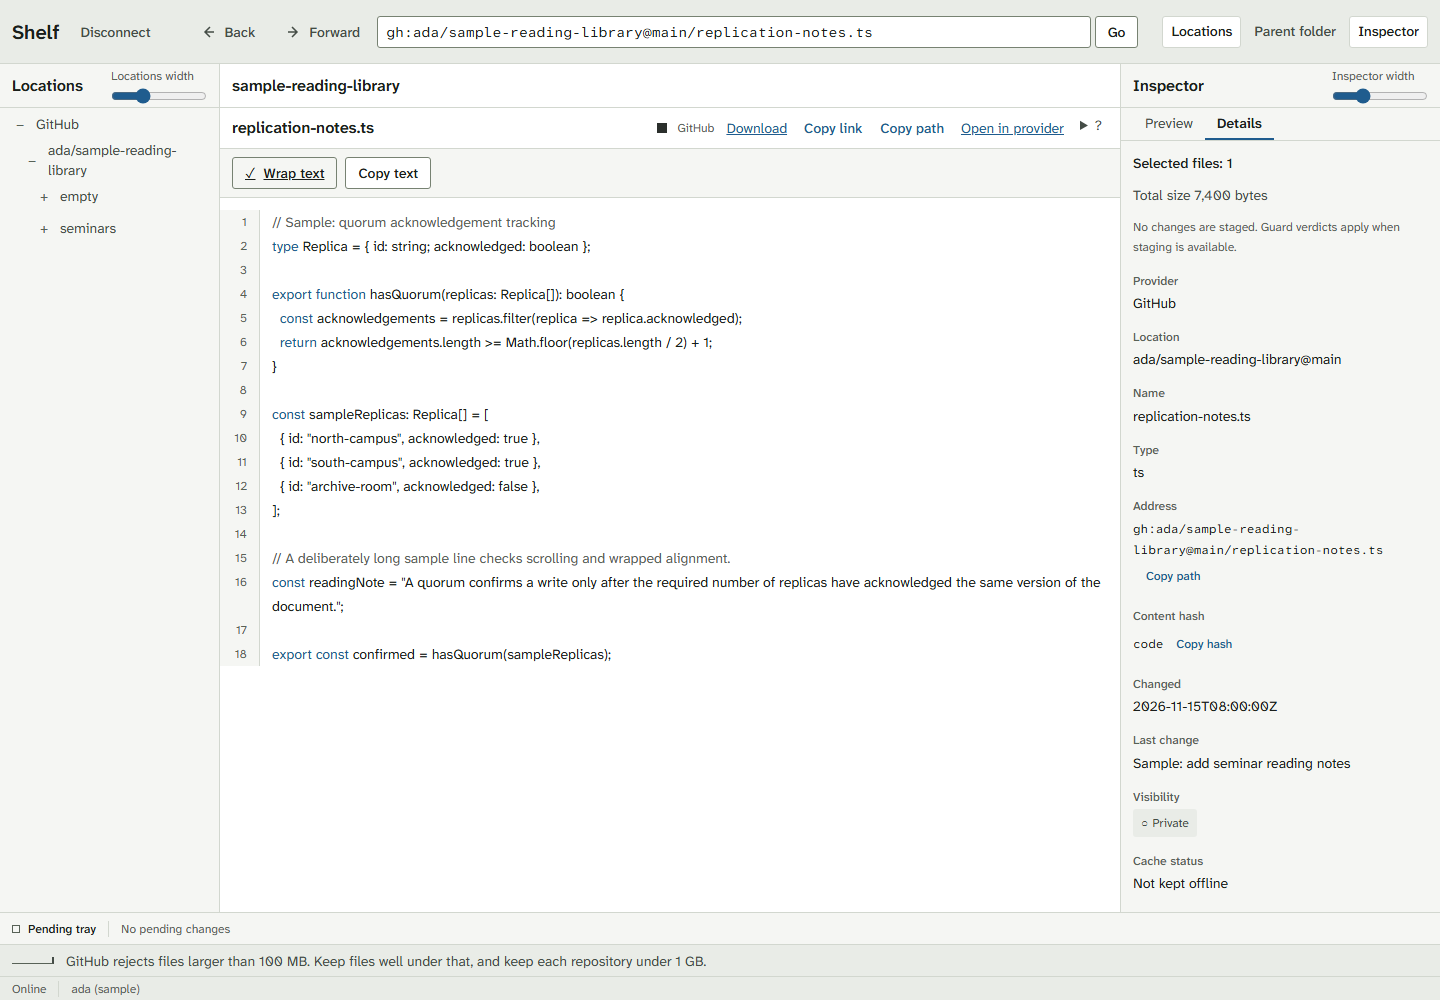 Shelf Disconnect ← Back → Forward gh:ada/sample-reading-library@main/replication-notes.ts Go Locations Parent folder Inspector
Locations Locations width
– GitHub
– ada/sample-reading-
library
+ empty
+ seminars
sample-reading-library
replication-notes.ts GitHub Download Copy link Copy path Open in provider ▶ ?
✓ Wrap text Copy text
1 // Sample: quorum acknowledgement tracking
2 type Replica = { id: string; acknowledged: boolean };
3
4 export function hasQuorum(replicas: Replica[]): boolean {
5 const acknowledgements = replicas.filter(replica => replica.acknowledged);
6 return acknowledgements.length >= Math.floor(replicas.length / 2) + 1;
7 }
8
9 const sampleReplicas: Replica[] = [
10 { id: "north-campus", acknowledged: true },
11 { id: "south-campus", acknowledged: true },
12 { id: "archive-room", acknowledged: false },
13 ];
14
15 // A deliberately long sample line checks scrolling and wrapped alignment.
16 const readingNote = "A quorum confirms a write only after the required number of replicas have acknowledged the same version of the
document.";
17
18 export const confirmed = hasQuorum(sampleReplicas);
Inspector Inspector width
Preview Details
Selected files: 1
Total size 7,400 bytes
No changes are staged. Guard verdicts apply when
staging is available.
Provider
GitHub
Location
ada/sample-reading-library@main
Name
replication-notes.ts
Type
ts
Address
gh:ada/sample-reading-
library@main/replication-notes.ts
Copy path
Content hash
code Copy hash
Changed
2026-11-15T08:00:00Z
Last change
Sample: add seminar reading notes
Visibility
○ Private
Cache status
Not kept offline
Pending tray No pending changes
GitHub rejects files larger than 100 MB. Keep files well under that, and keep each repository under 1 GB.
Online ada (sample)